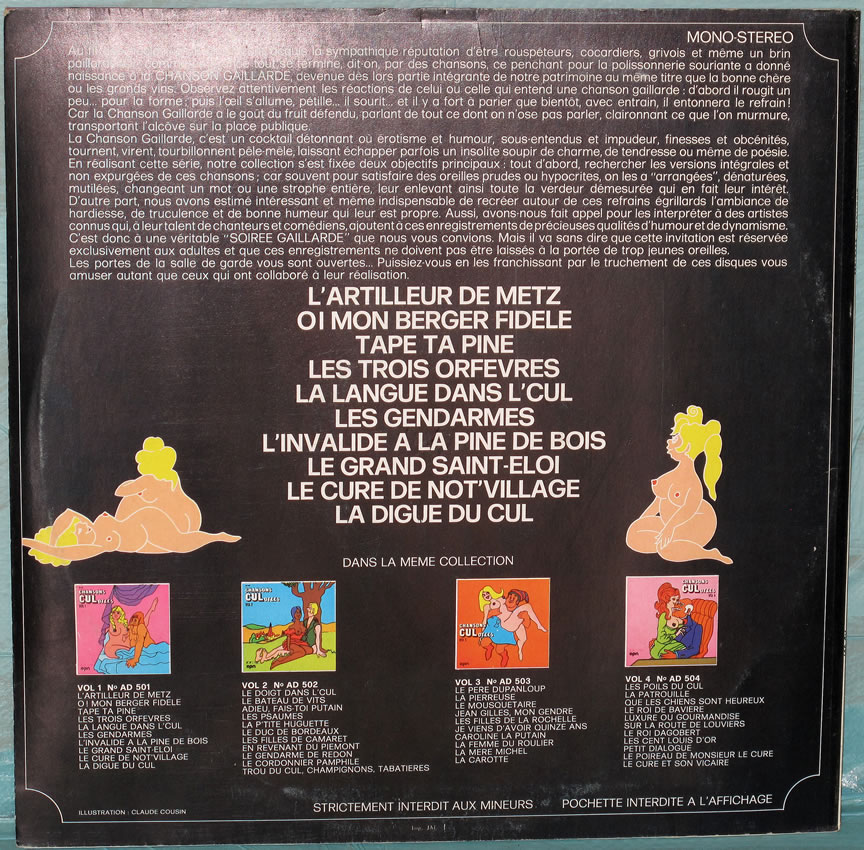 MONO-STEREO
Au fil la sympathique réputation d'être rouspéteurs, cocardiers, grivois et même un brin
paillards tout se termine, dit-on, par des chansons, ce penchant pour la polissonnerie souriante a donné
naissance à la CHANSON GAILLARDE, devenue dès lors partie intégrante de notre patrimoine au même titre que la bonne chère
ou les grands vins. Observez attentivement les réactions de celui ou celle qui entend une chanson gaillarde : d'abord il rougit un
peu... pour la forme ; puis l'œil s'allume, pétille... il sourit... et il y a fort à parier que bientôt, avec entrain, il entonnera le refrain !
Car la Chanson Gaillarde a le goût du fruit défendu, parlant de tout ce dont on n'ose pas parler, claironnant ce que l'on murmure,
transportant l'alcôve sur la place publique.
La Chanson Gaillarde, c'est un cocktail détonnant où érotisme et humour, sous-entendus et impudeur, finesses et obcénités,
tournent, virent, tourbillonnent pêle-mêle, laissant échapper parfois un insolite soupir de charme, de tendresse ou même de poésie.
En réalisant cette série, notre collection s'est fixée deux objectifs principaux : tout d'abord, rechercher les versions intégrales et
non expurgées de ces chansons ; car souvent pour satisfaire des oreilles prudes ou hypocrites, on les a "arrangées", dénaturées,
mutilées, changeant un mot ou une strophe entière, leur enlevant ainsi toute la verdeur démesurée qui en fait leur intérêt.
D'autre part, nous avons estimé intéressant et même indispensable de recréer autour de ces refrains égrillards l'ambiance de
hardiesse, de truculence et de bonne humeur qui leur est propre. Aussi, avons-nous fait appel pour les interpréter à des artistes
connus qui, à leur talent de chanteurs et comédiens, ajoutent à ces enregistrements de précieuses qualités d'humour et de dynamisme.
C'est donc à une véritable "SOIREE GAILLARDE" que nous vous convions. Mais il va sans dire que cette invitation est réservée
exclusivement aux adultes et que ces enregistrements ne doivent pas être laissés à la portée de trop jeunes oreilles.
Les portes de la salle de garde vous sont ouvertes... Puissiez-vous en les franchissant par le truchement de ces disques vous
amuser autant que ceux qui ont collaboré à leur réalisation.
L'ARTILLEUR DE METZ
O ! MON BERGER FIDELE
TAPE TA PINE
LES TROIS ORFEVRES
LA LANGUE DANS L'CUL
LES GENDARMES
L'INVALIDE A LA PINE DE BOIS
LE GRAND SAINT-ELOI
LE CURE DE NOT'VILLAGE
LA DIGUE DU CUL
DANS LA MEME COLLECTION
CHANSONS
CULOTEES
CHANSONS
CULOTEES
CHANSONS
CULOTEES
CHANSONS
CULOTEES
VOL 1 No AD 501
L'ARTILLEUR DE METZ
O ! MON BERGER FIDELE
TAPE TA PINE
LES TROIS ORFEVRES
LA LANGUE DANS L'CUL
LES GENDARMES
L'INVALIDE A LA PINE DE BOIS
LE GRAND SAINT-ELOI
LE CURE DE NOT'VILLAGE
LA DIGUE DU CUL
VOL 2 No AD 502
LE DOIGT DANS L'CUL
LE BATEAU DE VITS
ADIEU, FAIS TOI PUTAIN
LES PSAUMES
LA P'TITE HUGUETTE
LE DUC DE BORDEAUX
LES FILLES DE CAMARET
EN REVENANT DU PIEMONT
LE GENDARME DE REDON
LE CORDONNIER PAMPHILE
TROU DU CUL, CHAMPIGNONS, TABATIERES
VOL 3 No AD 503
LE PERE DUPANLOUP
LA PIERREUSE
LE MOUSQUETAIRE
JEAN GILLES, MON GENDRE
LES FILLES DE LA ROCHELLE
JE VIENS D'AVOIR QUINZE ANS
CAROLINE LA PUTAIN
LA FEMME DU ROULIER
LA MERE MICHEL
LA CAROTTE
VOL 4 No AD 504
LES POILS DU CUL
LA PATROUILLE
QUE LES CHIENS SONT HEUREUX
LE ROI DE BAVIERE
LUXURE OU GOURMANDISE
SUR LA ROUTE DE LOUVIERS
LE ROI DAGOBERT
LES CENT LOUIS D'OR
PETIT DIALOGUE
LE POIREAU DE MONSIEUR LE CURE
LE CURE ET SON VICAIRE
ILLUSTRATION : CLAUDE COUSIN
STRICTEMENT INTERDIT AUX MINEURS
POCHETTE INTERDITE A L'AFFICHAGE